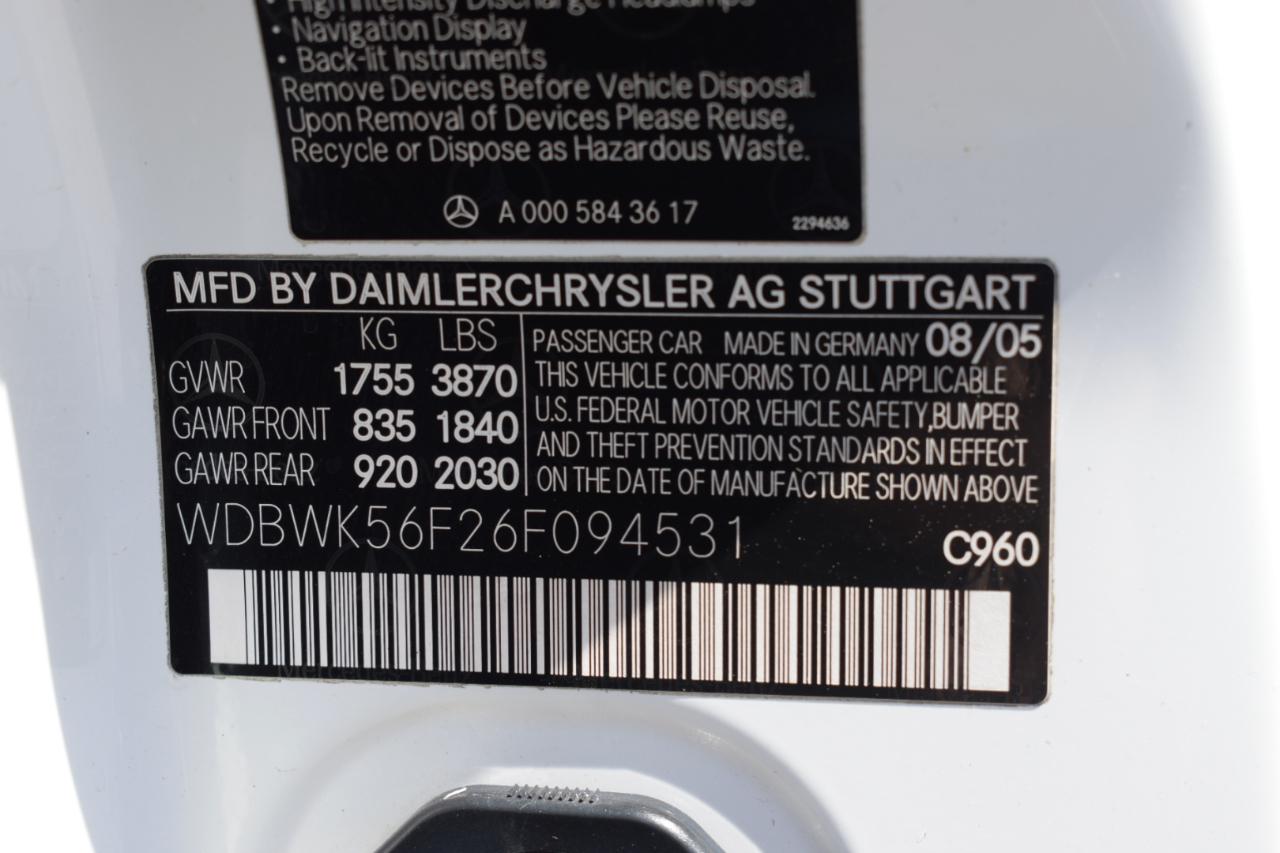 • High Intensity Discharge Headlamps
• Navigation Display
• Back-lit Instruments
Remove Devices Before Vehicle Disposal.
Upon Removal of Devices Please Reuse,
Recycle or Dispose as Hazardous Waste.
A 000 584 36 17
2294636
MFD BY DAIMLERCHRYSLER AG STUTTGART
KG LBS
GVWR 1755 3870
GAWR FRONT 835 1840
GAWR REAR 920 2030
PASSENGER CAR MADE IN GERMANY 08/05
THIS VEHICLE CONFORMS TO ALL APPLICABLE
U.S. FEDERAL MOTOR VEHICLE SAFETY,BUMPER
AND THEFT PREVENTION STANDARDS IN EFFECT
ON THE DATE OF MANUFACTURE SHOWN ABOVE
WDBWK56F26F094531
C960